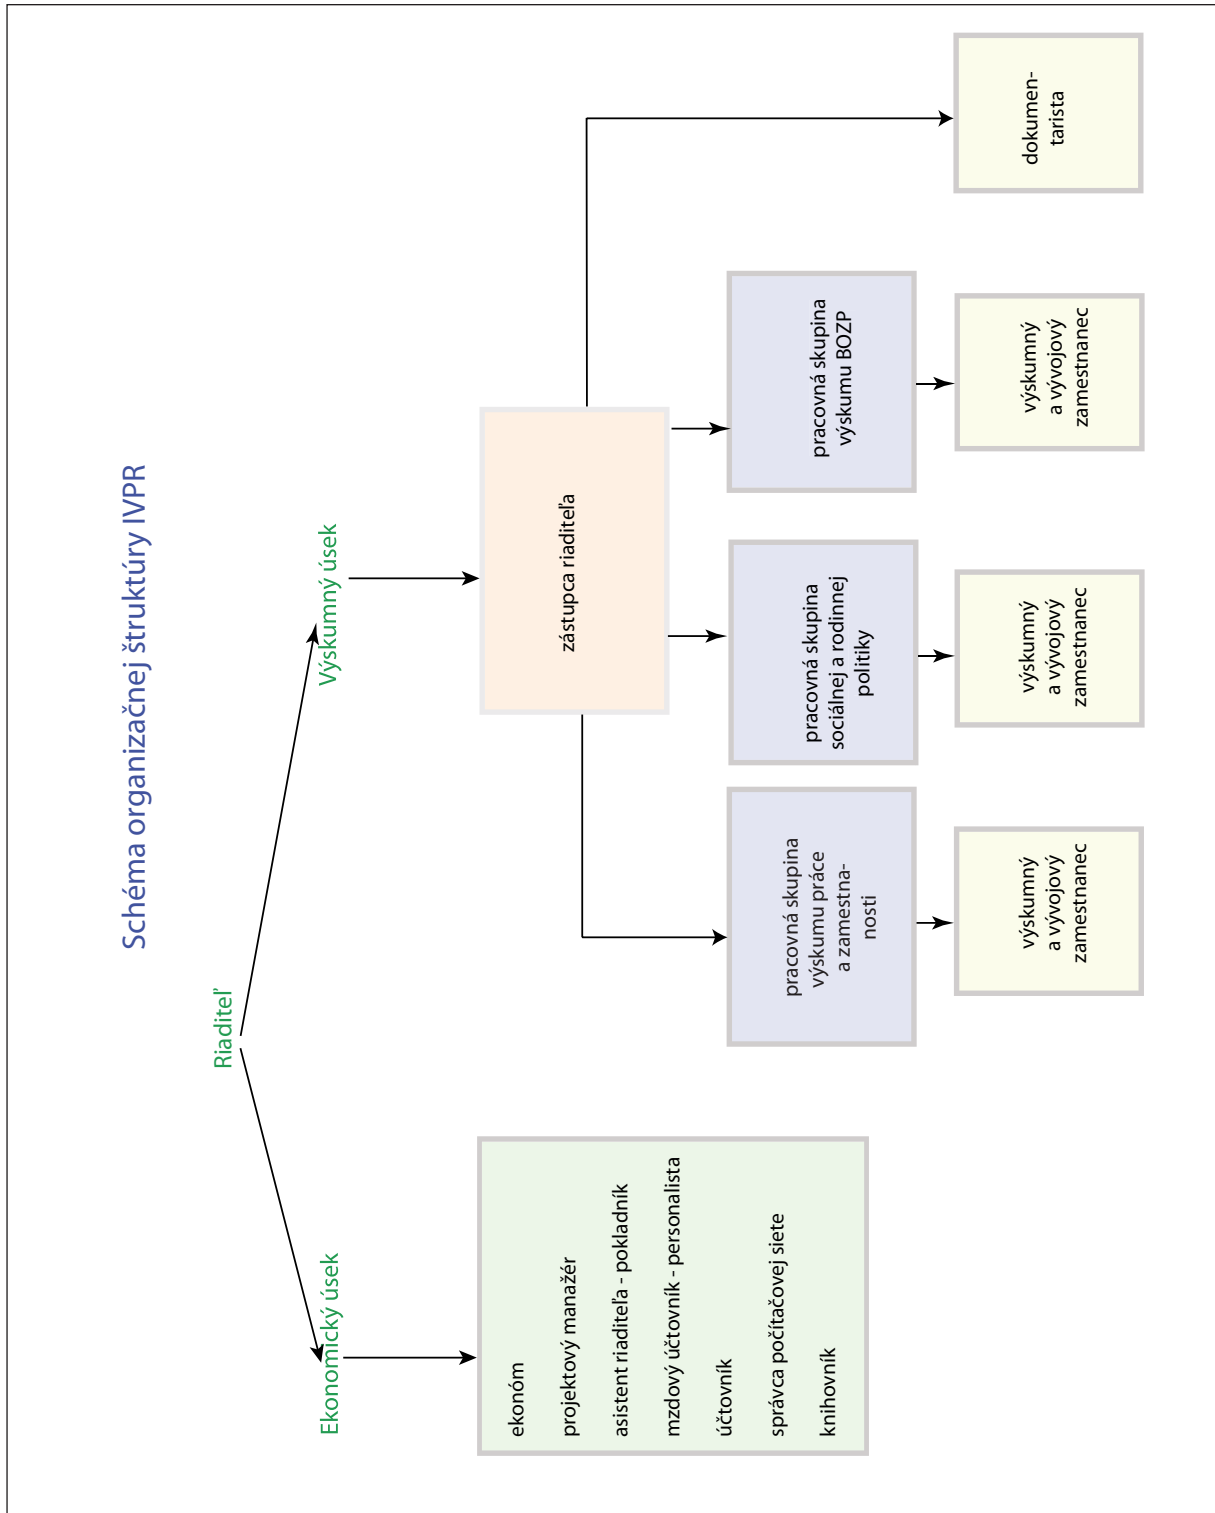 Schéma organizačnej štruktúry IVPR
Riaditeľ
Ekonomický úsek
Výskumný úsek
ekonóm
projektový manažér
asistent riaditeľa - pokladník
mzdový účtovník - personalista
účtovník
správca počítačovej siete
knihovník
zástupca riaditeľa
pracovná skupina
výskumu práce
a zamestna-
nosti
pracovná skupina
sociálnej a rodinnej
politiky
pracovná skupina
výskumu BOZP
výskumný
a vývojový
zamestnanec
výskumný
a vývojový
zamestnanec
výskumný
a vývojový
zamestnanec
dokumen-
tarista